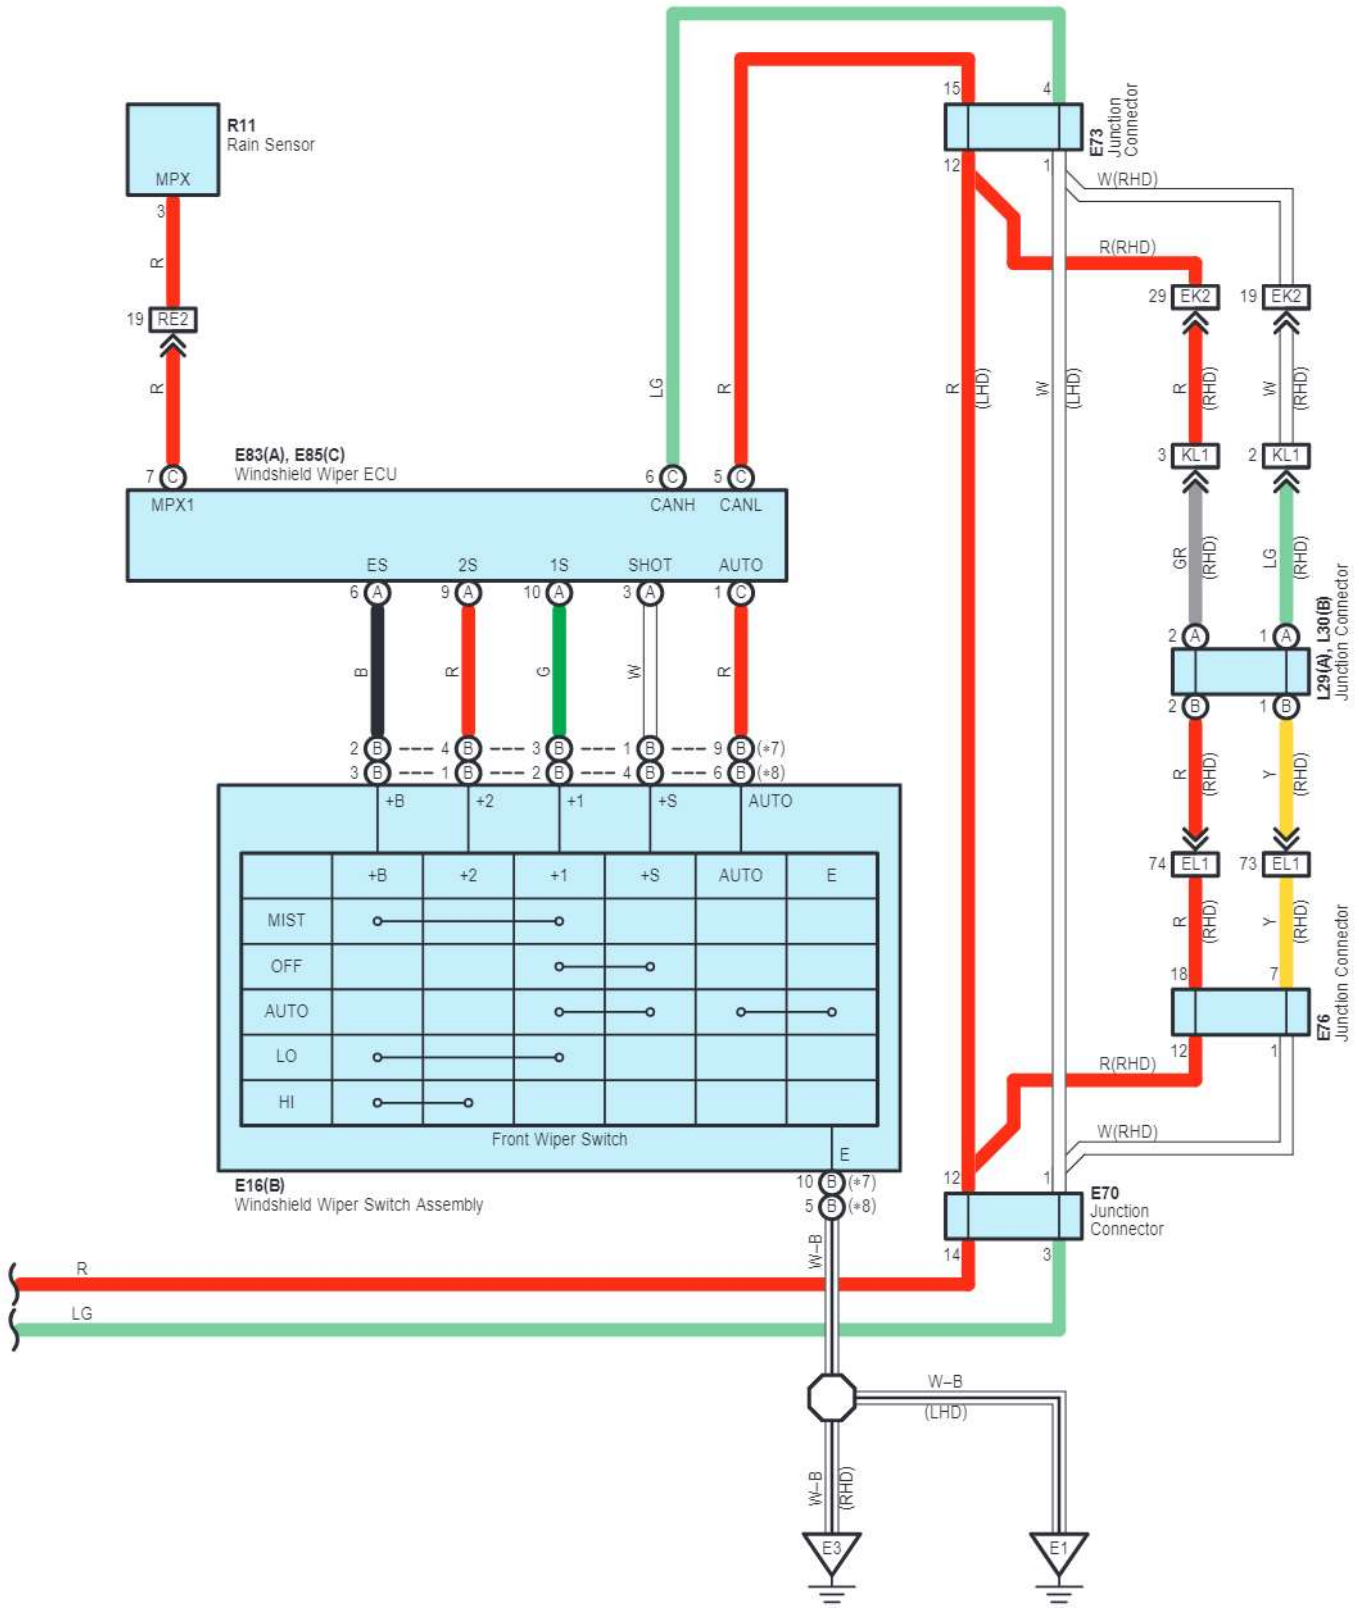 15
4
E73
Junction
Connector
R11
Rain Sensor
MPX
3
12
1
W(RHD)
R
R(RHD)
19 RE2
29 EK2
19 EK2
R
LG
R
R
(LHD)
W
(LHD)
R
(RHD)
W
(RHD)
E83(A), E85(C)
Windshield Wiper ECU
3 KL1
2 KL1
7 C
6 C
5 C
MPX1
CANH
CANL
ES
2S
1S
SHOT
AUTO
GR
(RHD)
LG
(RHD)
6 A
9 A
10 A
3 A
1 C
2 A
1 A
L29(A), L30(B)
Junction Connector
B
R
G
W
R
2 B
1 B
2 B
4 B
3 B
1 B
9 B (*7)
3 B
1 B
2 B
4 B
6 B (*8)
R
(RHD)
Y
(RHD)
+B
+2
+1
+S
AUTO
74 EL1
73 EL1
+B
+2
+1
+S
AUTO
E
MIST
R
(RHD)
Y
(RHD)
OFF
18
7
AUTO
E76
Junction Connector
LO
12
1
R(RHD)
HI
Front Wiper Switch
W(RHD)
E
E16(B)
Windshield Wiper Switch Assembly
10 B (*7)
5 B (*8)
12
1
E70
Junction
Connector
W–B
14
3
R
LG
W–B
(LHD)
W–B
(RHD)
E3
E1